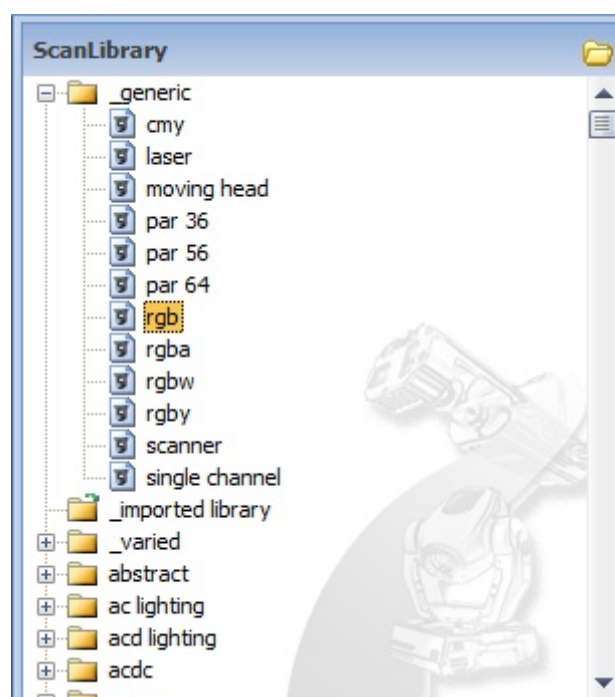 ScanLibrary
_generic
cmy
laser
moving head
par 36
par 56
par 64
rgb
rgba
rgbw
rgby
scanner
single channel
_imported library
_varied
abstract
ac lighting
acd lighting
acdc